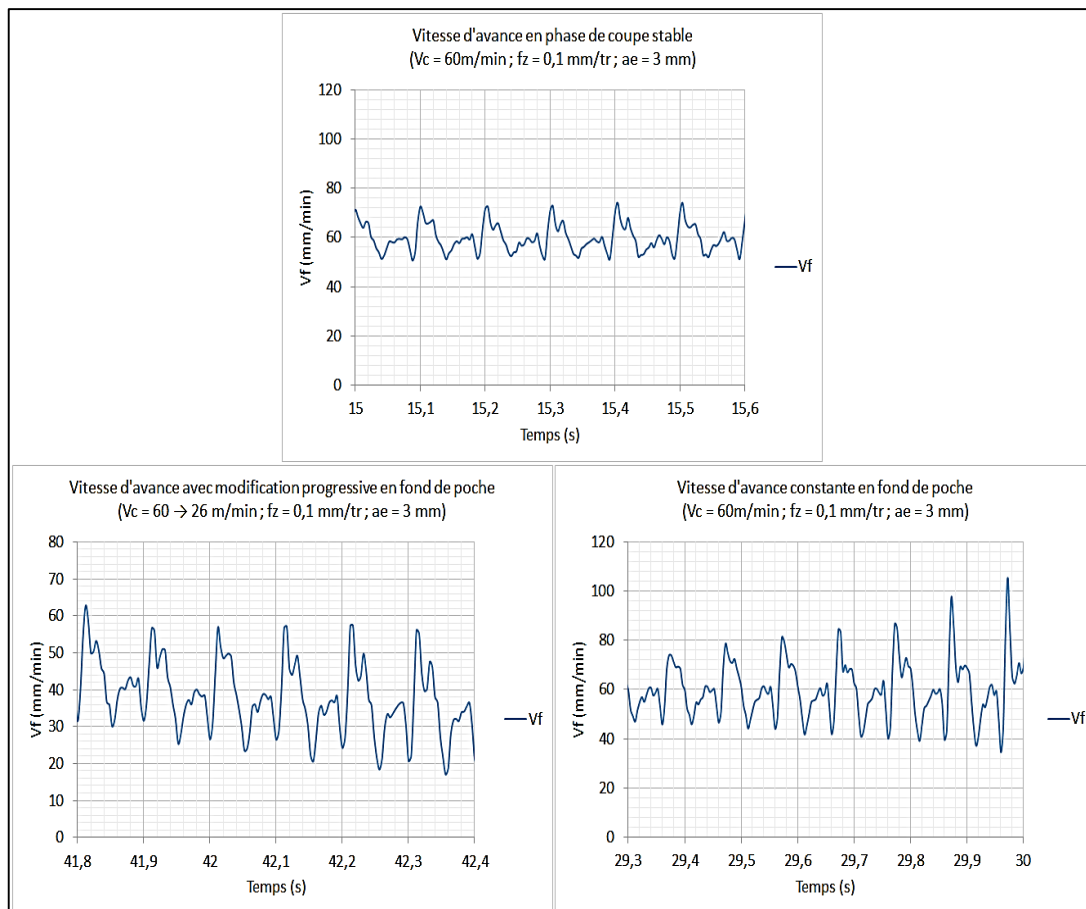 Vitesse d'avance en phase de coupe stable
(Vc = 60m/min ; fz = 0,1 mm/tr ; ae = 3 mm)
120
100
80
60
40
20
0
Vf (mm/min)
15 15,1 15,2 15,3 15,4 15,5 15,6
Temps (s)
Vf
Vitesse d'avance avec modification progressive en fond de poche
(Vc = 60 → 26 m/min ; fz = 0,1 mm/tr ; ae = 3 mm)
80
70
60
50
40
30
20
10
0
Vf (mm/min)
41,8 41,9 42 42,1 42,2 42,3 42,4
Temps (s)
Vf
Vitesse d'avance constante en fond de poche
(Vc = 60m/min ; fz = 0,1 mm/tr ; ae = 3 mm)
120
100
80
60
40
20
0
Vf (mm/min)
29,3 29,4 29,5 29,6 29,7 29,8 29,9 30
Temps (s)
Vf